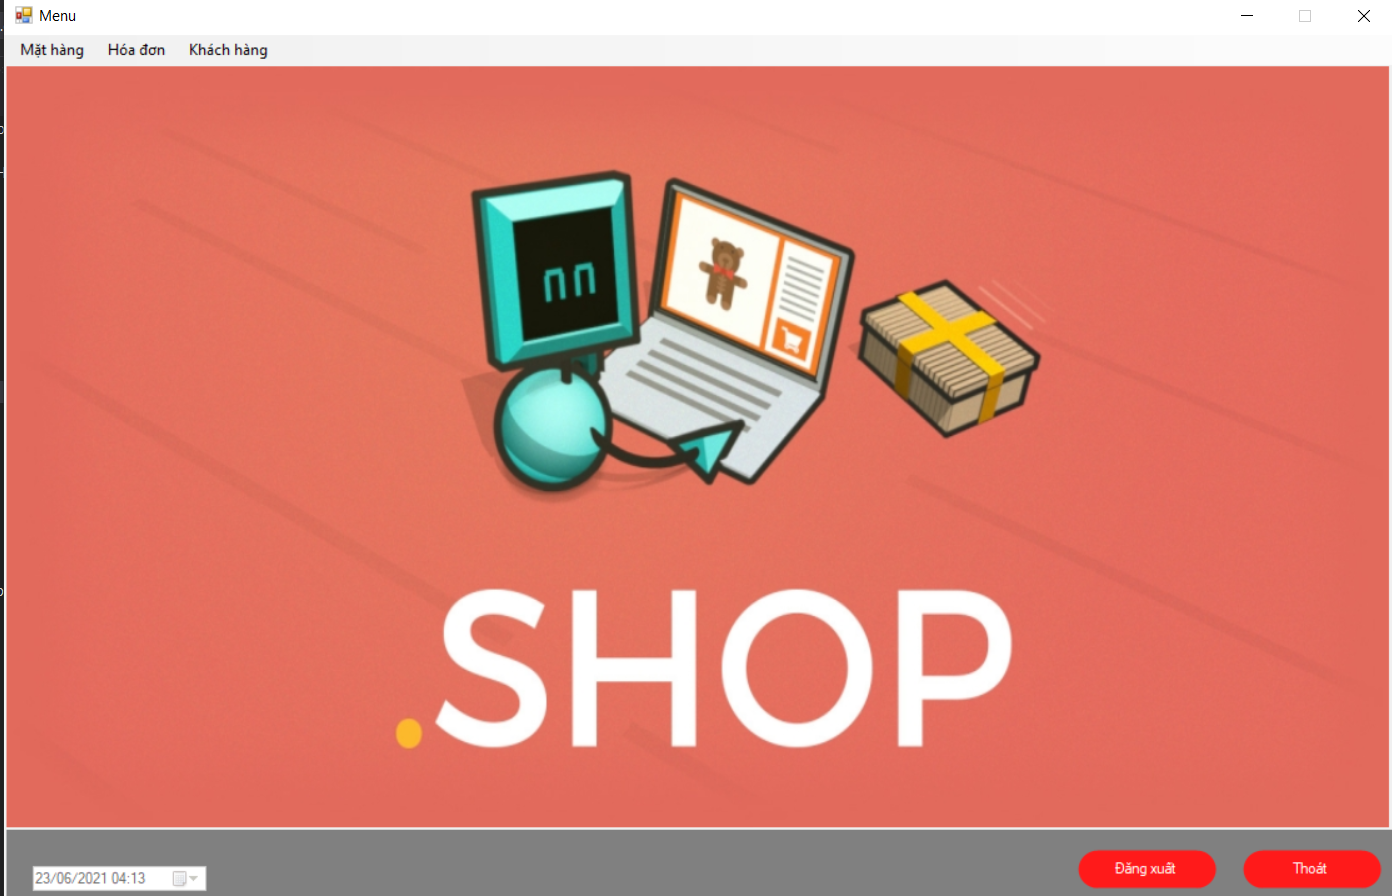 Menu
Mặt hàng Hóa đơn Khách hàng
.SHOP
23/06/2021 04:13
Đăng xuất Thoát